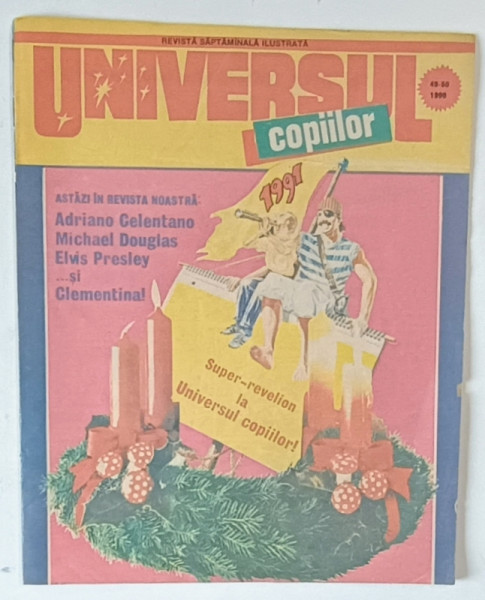 REVISTĂ SĂPTĂMÎNALĂ ILUSTRATĂ
UNIVERSUL
copiilor
49-50
1990
1991
ASTĂZI ÎN REVISTA NOASTRĂ:
Adriano Celentano
Michael Douglas
Elvis Presley
...și
Clementina!
Super-revelion
la
Universul copiilor!